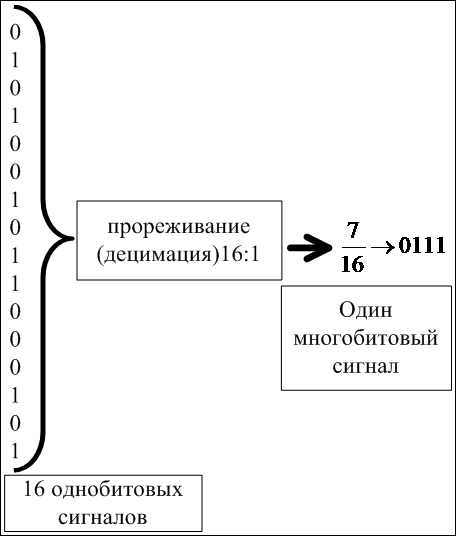 0
1
0
1
0
0
1
0
1
1
0
0
0
1
0
1
прореживание
(децимация)16:1
7
16
→0111
Один
многобитовый
сигнал
16 однобитовых
сигналов